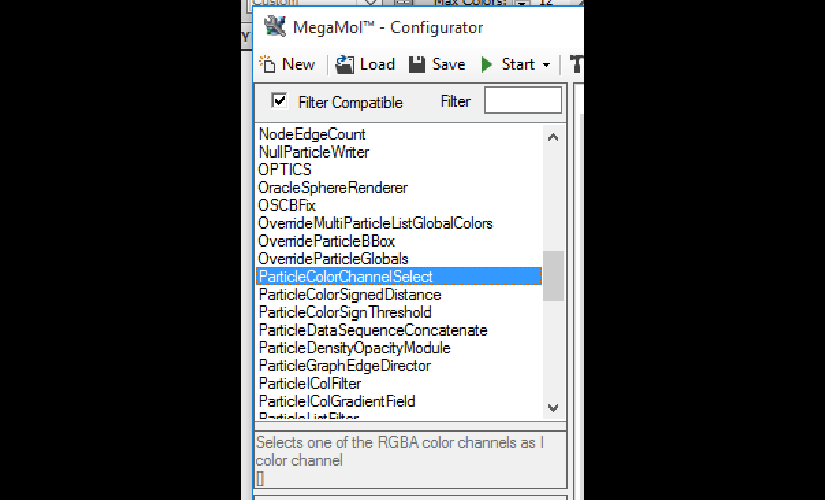 Custom Max Colors: 12
Y
MegaMol™ - Configurator
New Load Save Start
Filter Compatible Filter
NodeEdgeCount
NullParticleWriter
OPTICS
OracleSphereRenderer
OSCBFix
OverrideMultiParticleListGlobalColors
OverrideParticleBBox
OverrideParticleGlobals
ParticleColorChannelSelect
ParticleColorSignedDistance
ParticleColorSignThreshold
ParticleDataSequenceConcatenate
ParticleDensityOpacityModule
ParticleGraphEdgeDirector
ParticleIColFilter
ParticleIColGradientField
ParticleListFilter
Selects one of the RGBA color channels as I
color channel
[]